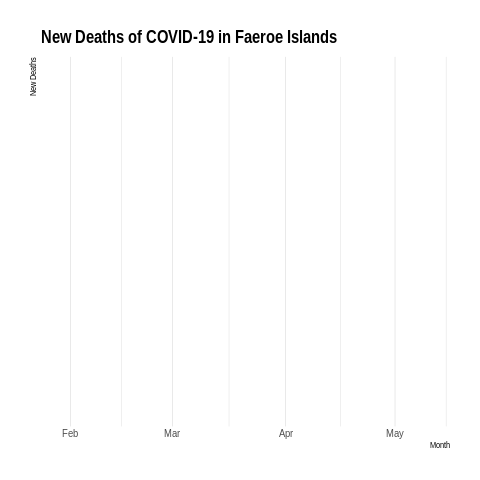 New Deaths of COVID-19 in Faeroe Islands
New Deaths
Feb Mar Apr May
Month